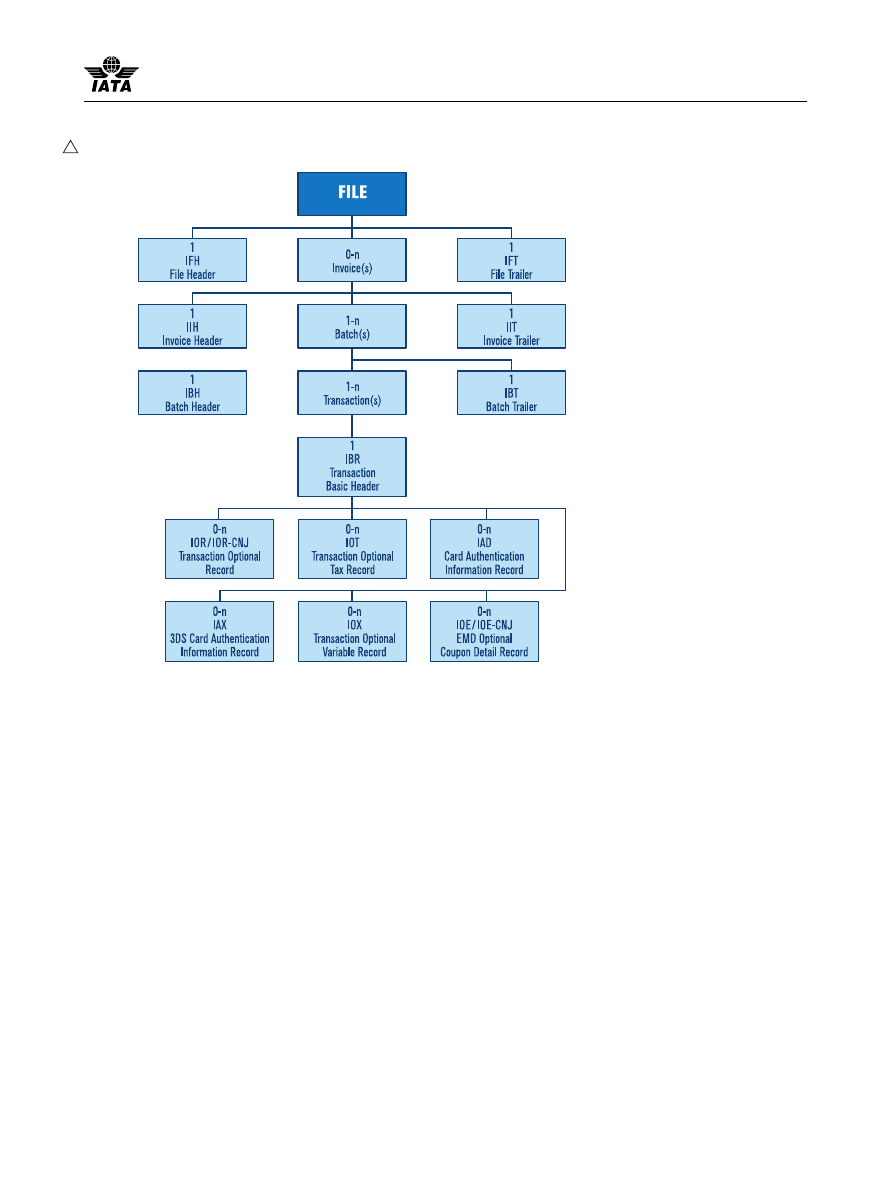 IATA
FILE
1
IFH
File Header
0-n
Invoice(s)
1
IFT
File Trailer
1
IIH
Invoice Header
1-n
Batch(s)
1
IIT
Invoice Trailer
1
IBH
Batch Header
1-n
Transaction(s)
1
IBT
Batch Trailer
1
IBR
Transaction
Basic Header
0-n
IOR/IOR-CNJ
Transaction Optional
Record
0-n
IOT
Transaction Optional
Tax Record
0-n
IAD
Card Authentication
Information Record
0-n
IAX
3DS Card Authentication
Information Record
0-n
IOX
Transaction Optional
Variable Record
0-n
IOE/IOE-CNJ
EMD Optional
Coupon Detail Record